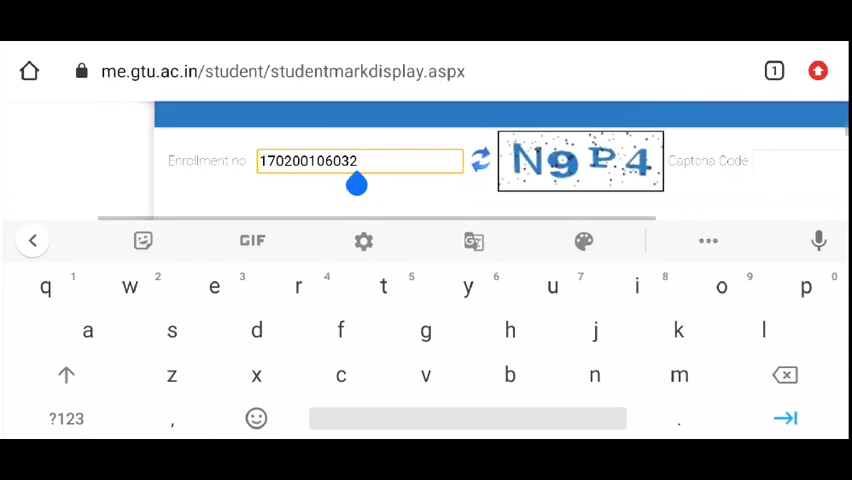 me.gtu.ac.in/student/studentmarkdisplay.aspx
1
Enrollment no : 170200106032 N9P4 Captcha Code
GIF
q 1 w 2 e 3 r 4 t 5 y 6 u 7 i 8 o 9 p 0
a s d f g h j k l
z x c v b n m
?123 , .